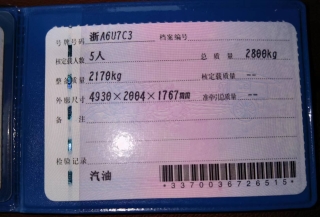 号牌号码 浙A6U7C3 档案编号
核定载人数 5人 总质量 2800kg
整备质量 2170kg 核定载质量 --
外廓尺寸 4930×2004×1767mm 准牵引总质量 --
备注
检验记录
汽油
*3370036726515*